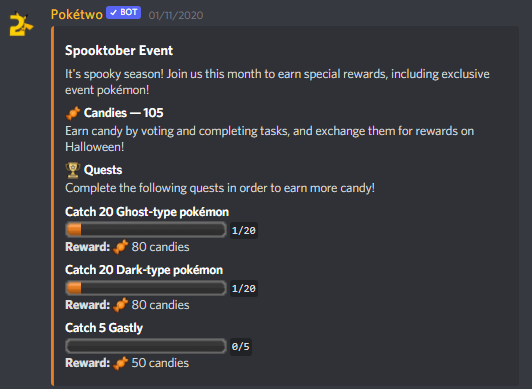 Pokétwo ✓ BOT 01/11/2020
Spooktober Event
It's spooky season! Join us this month to earn special rewards, including exclusive
event pokémon!
Candies — 105
Earn candy by voting and completing tasks, and exchange them for rewards on
Halloween!
Quests
Complete the following quests in order to earn more candy!
Catch 20 Ghost-type pokémon
1/20
Reward: 80 candies
Catch 20 Dark-type pokémon
1/20
Reward: 80 candies
Catch 5 Gastly
0/5
Reward: 50 candies